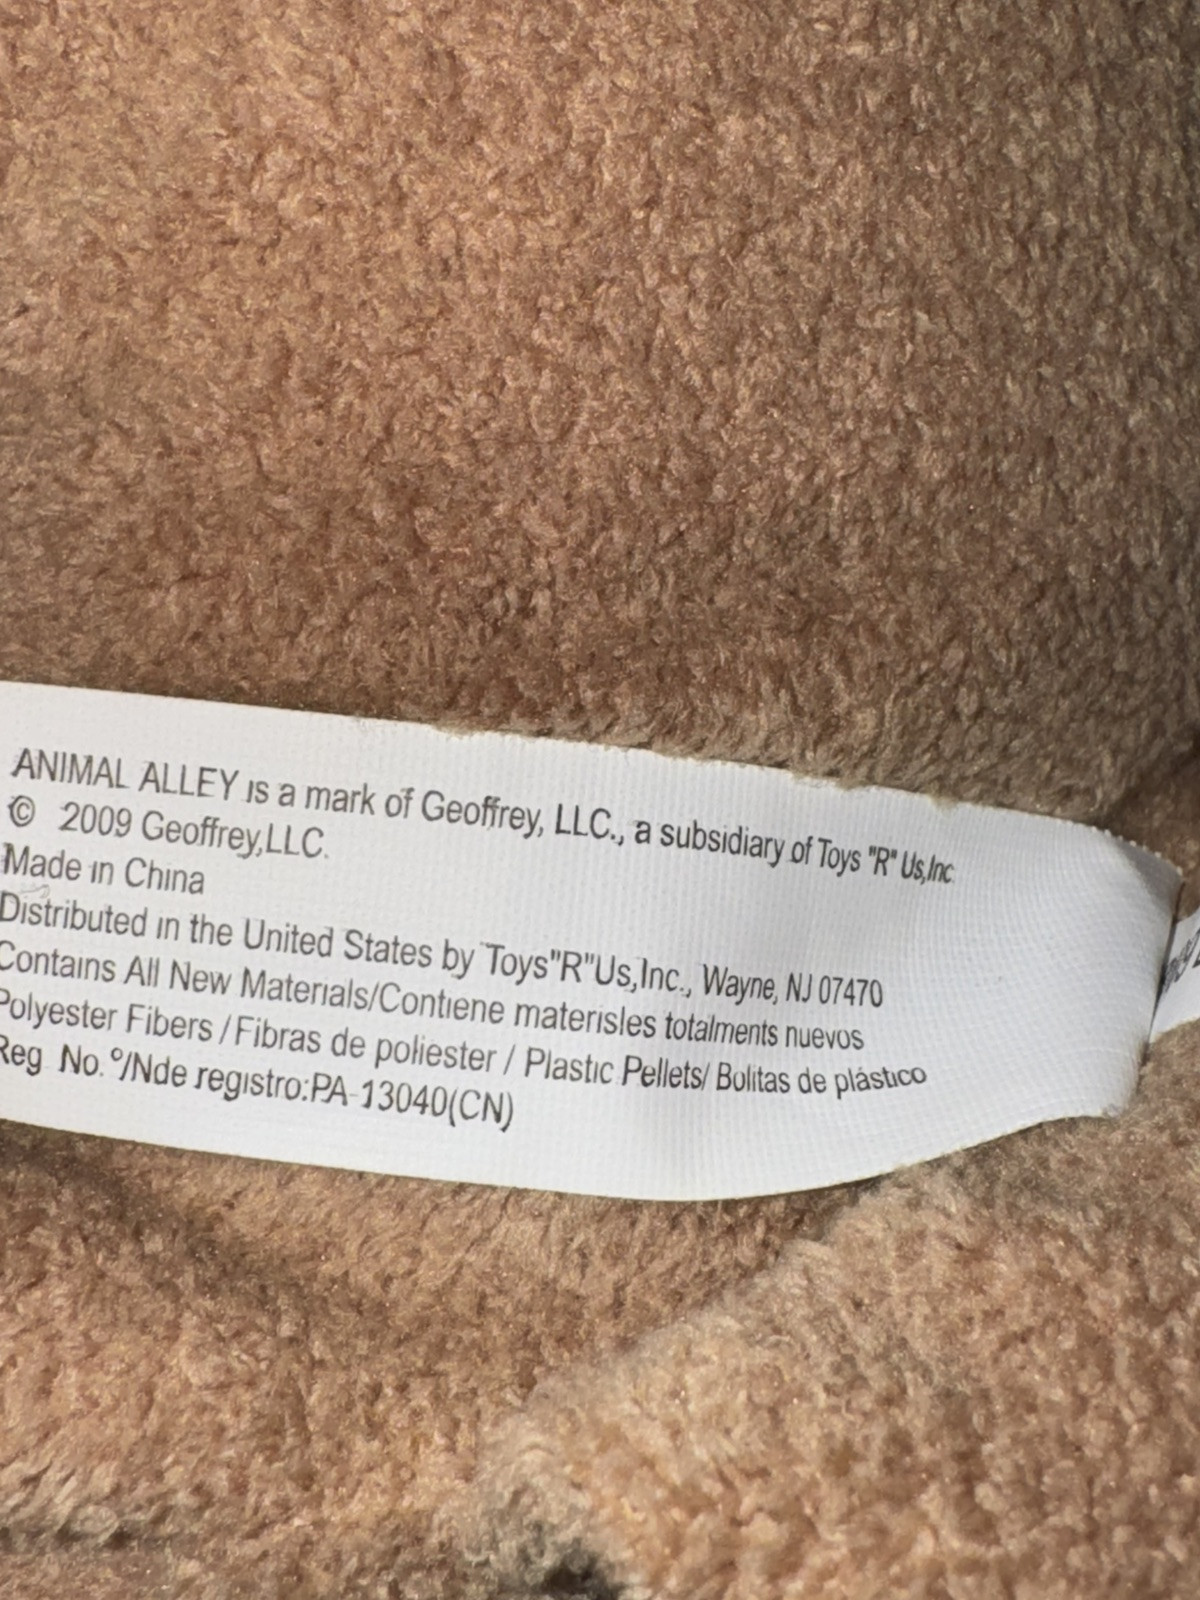 ANIMAL ALLEY is a mark of Geoffrey, LLC., a subsidiary of Toys "R" Us,Inc.
© 2009 Geoffrey,LLC.
Made in China
Distributed in the United States by Toys"R"Us,Inc., Wayne, NJ 07470
Contains All New Materials/Contiene materisles totalments nuevos
Polyester Fibers / Fibras de poliester / Plastic Pellets/ Bolitas de plástico
Reg No.º/Nde registro:PA-13040(CN)